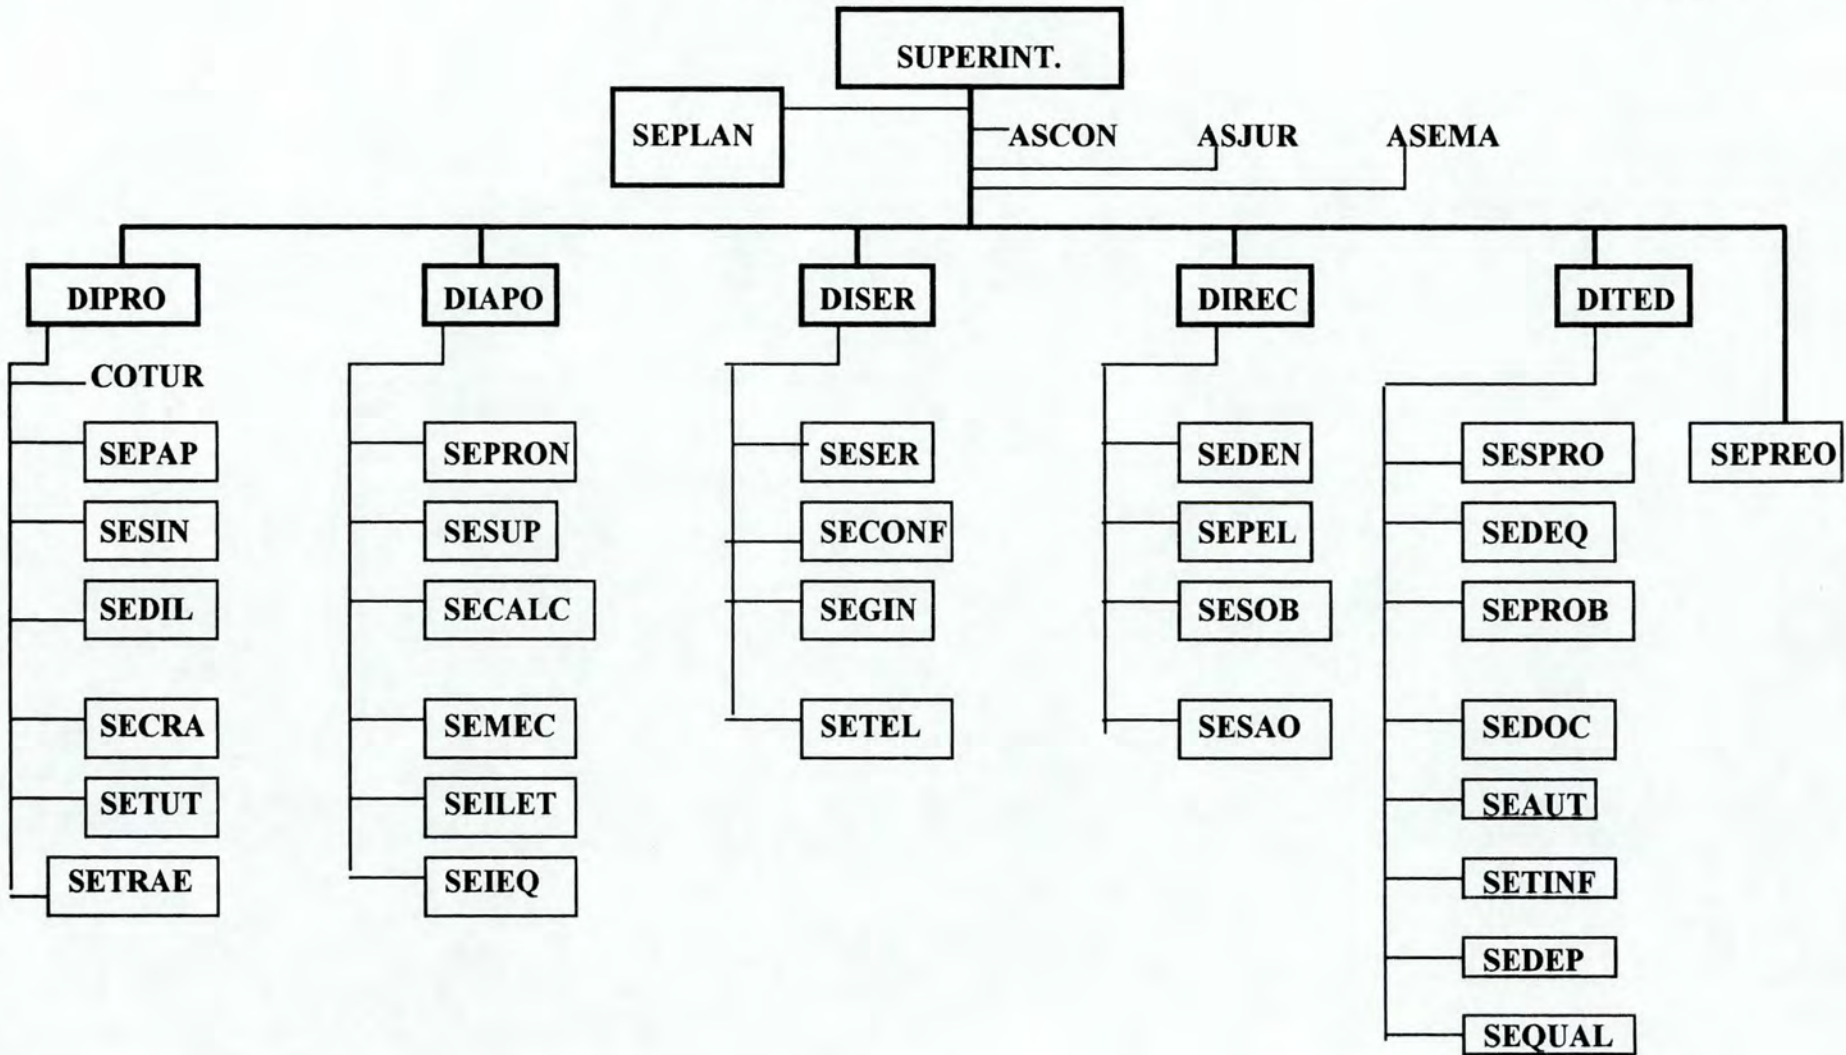 SUPERINT.
SEPLAN
ASCON ASJUR ASEMA
DIPRO DIAPO DISER DIREC DITED
COTUR
SEPAP SEPRON SESER SEDEN SESPRO SEPREO
SESIN SESUP SECONF SEPEL SEDEQ
SEDIL SECALC SEGIN SESOB SEPROB
SECRA SEMEC SETEL SESAO SEDOC
SETUT SEILET SEAUT
SETRAE SEIEQ SETINF
SEDEP
SEQUAL